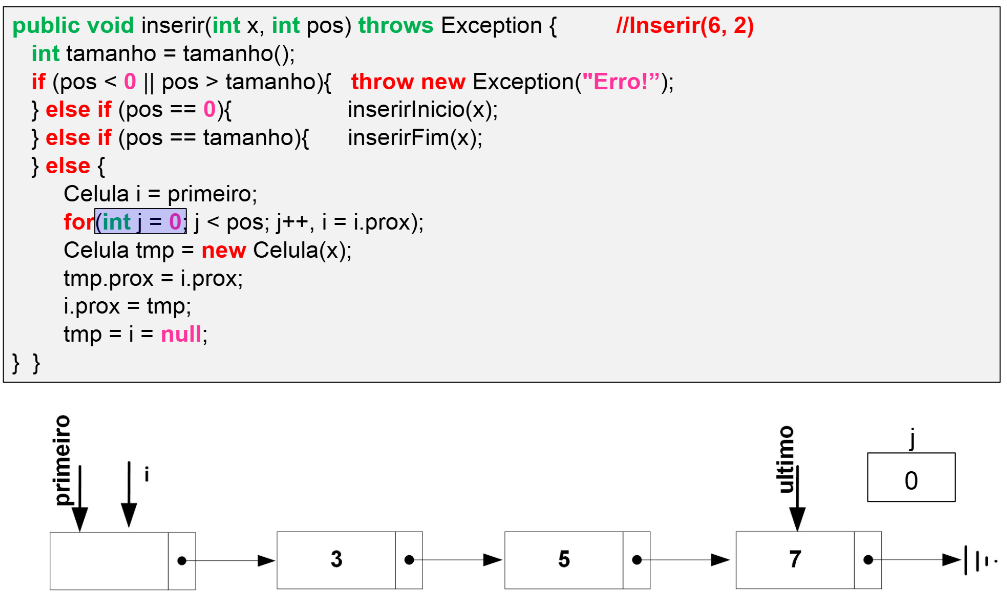 public void inserir(int x, int pos) throws Exception { //Inserir(6, 2)
int tamanho = tamanho();
if (pos < 0 || pos > tamanho){ throw new Exception("Erro!”);
} else if (pos == 0){ inserirInicio(x);
} else if (pos == tamanho){ inserirFim(x);
} else {
Celula i = primeiro;
for(int j = 0; j < pos; j++, i = i.prox);
Celula tmp = new Celula(x);
tmp.prox = i.prox;
i.prox = tmp;
tmp = i = null;
} }
primeiro
i
ultimo
j
0
3
5
7